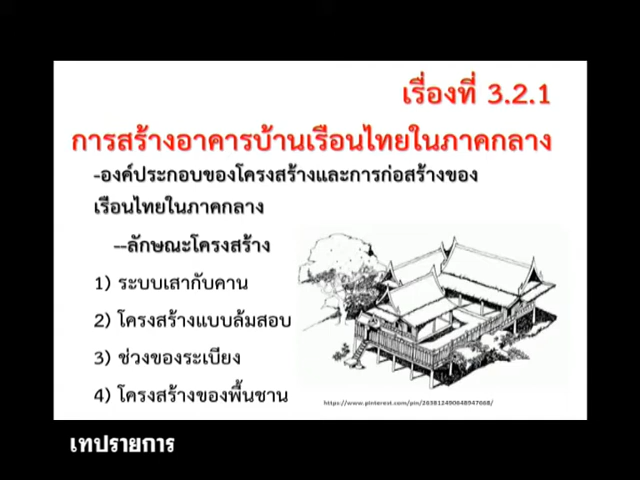 เรื่องที่ 3.2.1
การสร้างอาคารบ้านเรือนไทยในภาคกลาง
-องค์ประกอบของโครงสร้างและการก่อสร้างของ
เรือนไทยในภาคกลาง
--ลักษณะโครงสร้าง
1) ระบบเสากับคาน
2) โครงสร้างแบบล้มสอบ
3) ช่วงของระเบียง
4) โครงสร้างของพื้นชาน
https://www.pinterest.com/pin/263812490648947668/
เทปรายการ